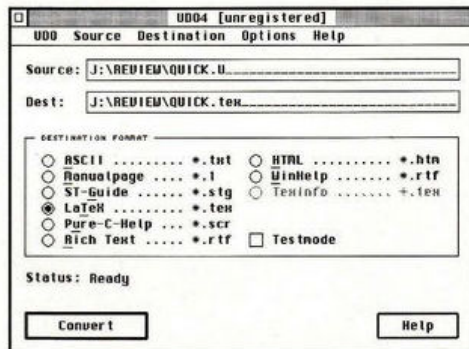 UDO4 [unregistered]
UDO Source Destination Options Help
Source: J:\REVIEW\QUICK.U
Dest: J:\REVIEW\QUICK.tex
DESTINATION FORMAT
ASCII ......... *.txt
HTML .......... *.htm
Manualpage .... *.1
WinHelp ....... *.rtf
ST-Guide ...... *.stg
Texinfo ....... *.tex
LaTeX ......... *.tex
Pure-C-Help ... *.scr
Rich Text ..... *.rtf
Testmode
Status: Ready
Convert
Help